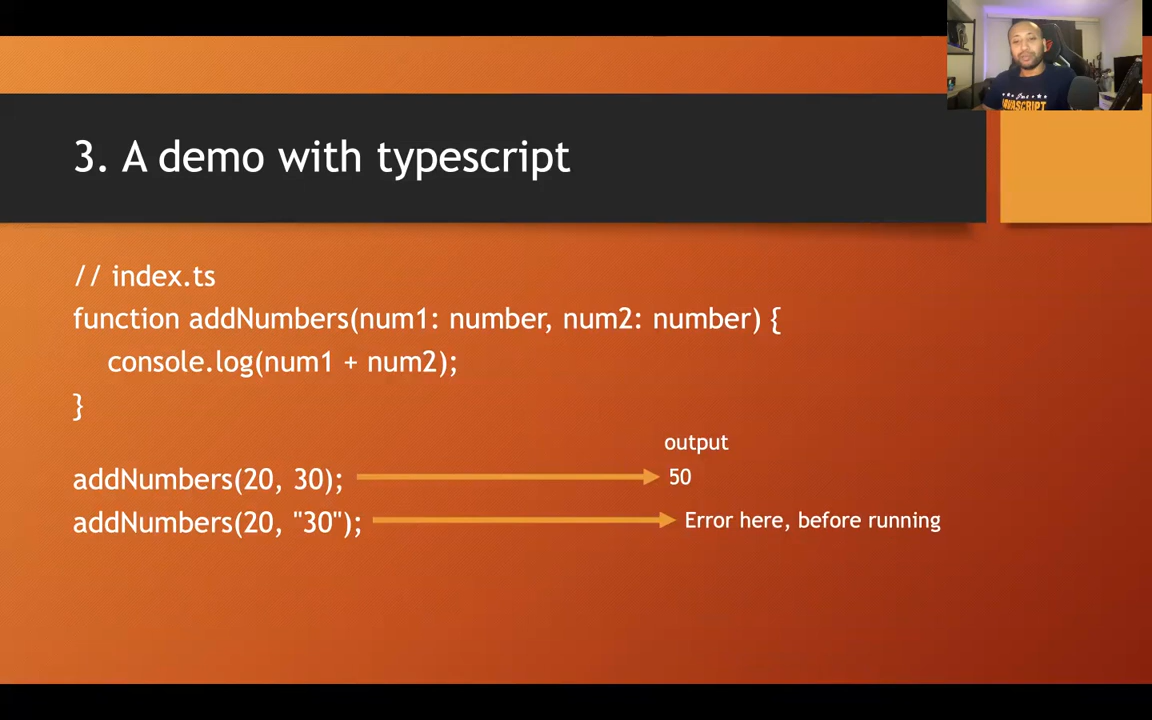 3. A demo with typescript
// index.ts
function addNumbers(num1: number, num2: number) {
console.log(num1 + num2);
}
output
addNumbers(20, 30); 50
addNumbers(20, "30"); Error here, before running
JAVASCRIPT